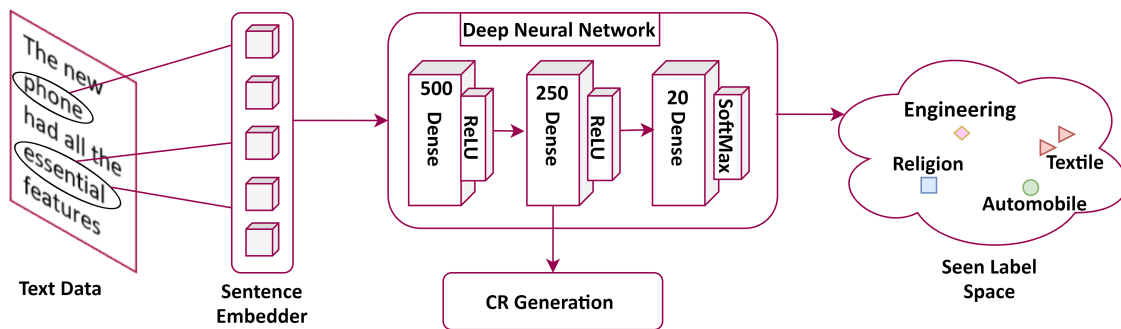 The new
phone
had all the
essential
features
Text Data
Sentence
Embedder
Deep Neural Network
500
Dense
ReLU
250
Dense
ReLU
20
Dense
SoftMax
CR Generation
Engineering
Religion
Textile
Automobile
Seen Label
Space